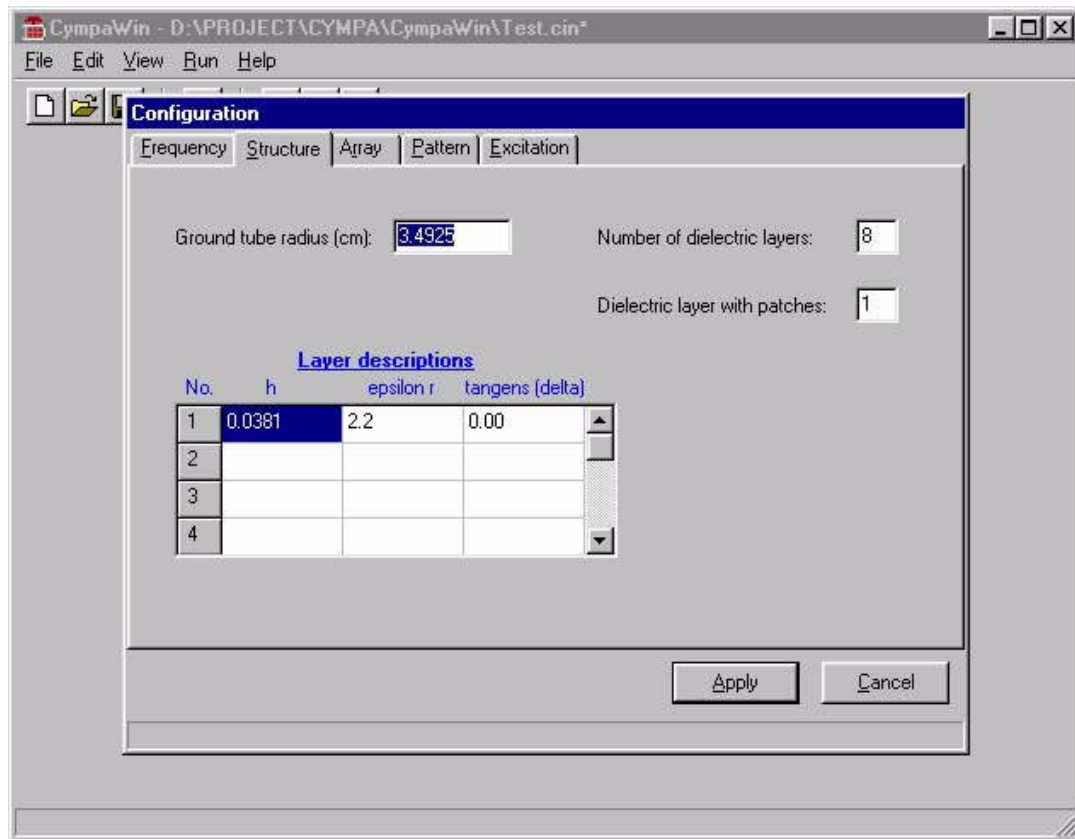 CympaWin - D:\PROJECT\CYMPA\CympaWin\Test.cin*
File Edit View Run Help
Configuration
Frequency Structure Array Pattern Excitation
Ground tube radius (cm): 3.4925 Number of dielectric layers: 8
Dielectric layer with patches: 1
Layer descriptions
No. h epsilon r tangens (delta)
1 0.0381 2.2 0.00
2
3
4
Apply Cancel